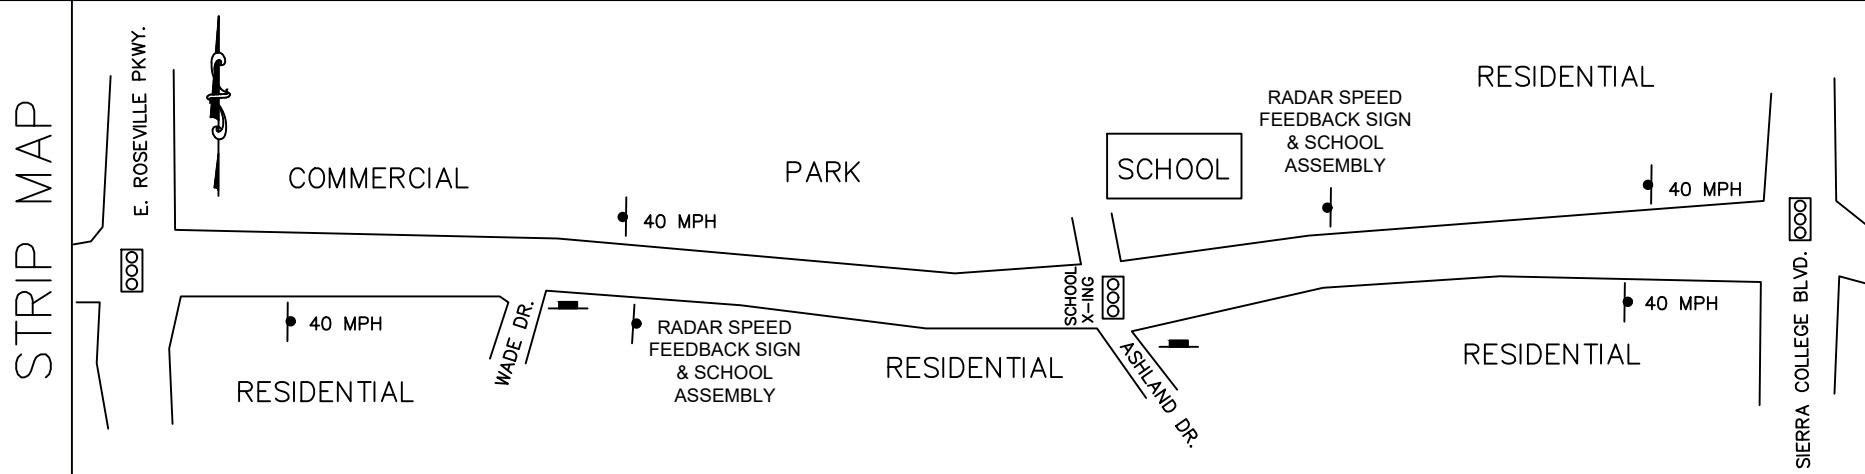 STRIP MAP
E. ROSEVILLE PKWY.
COMMERCIAL
PARK
SCHOOL
RADAR SPEED
FEEDBACK SIGN
& SCHOOL
ASSEMBLY
RESIDENTIAL
40 MPH
40 MPH
SCHOOL
X-ING
40 MPH
RESIDENTIAL
WADE DR.
RADAR SPEED
FEEDBACK SIGN
& SCHOOL
ASSEMBLY
RESIDENTIAL
ASHLAND DR.
RESIDENTIAL
40 MPH
SIERRA COLLEGE BLVD.